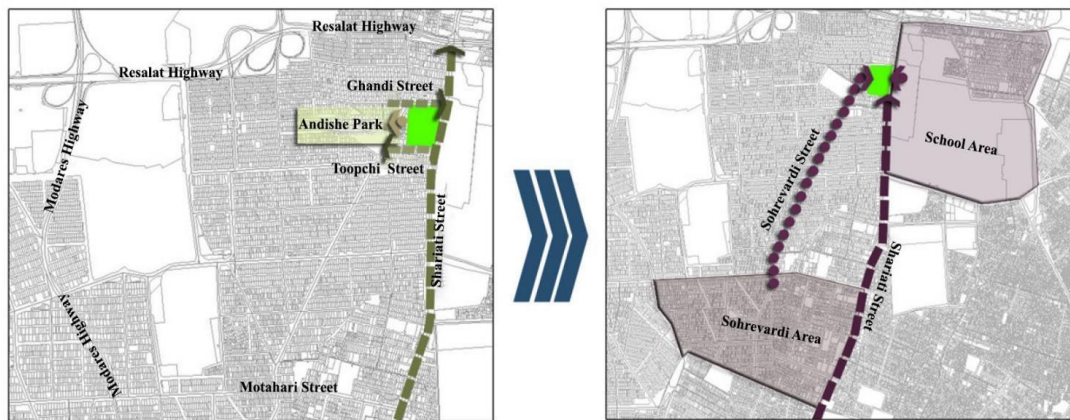 Resalat Highway
Resalat Highway
Modares Highway
Ghandi Street
Andishe Park
Toopchi Street
Shariati Street
Modares Highway
Motahari Street
School Area
Sohrevardi Street
Shariati Street
Sohrevardi Area